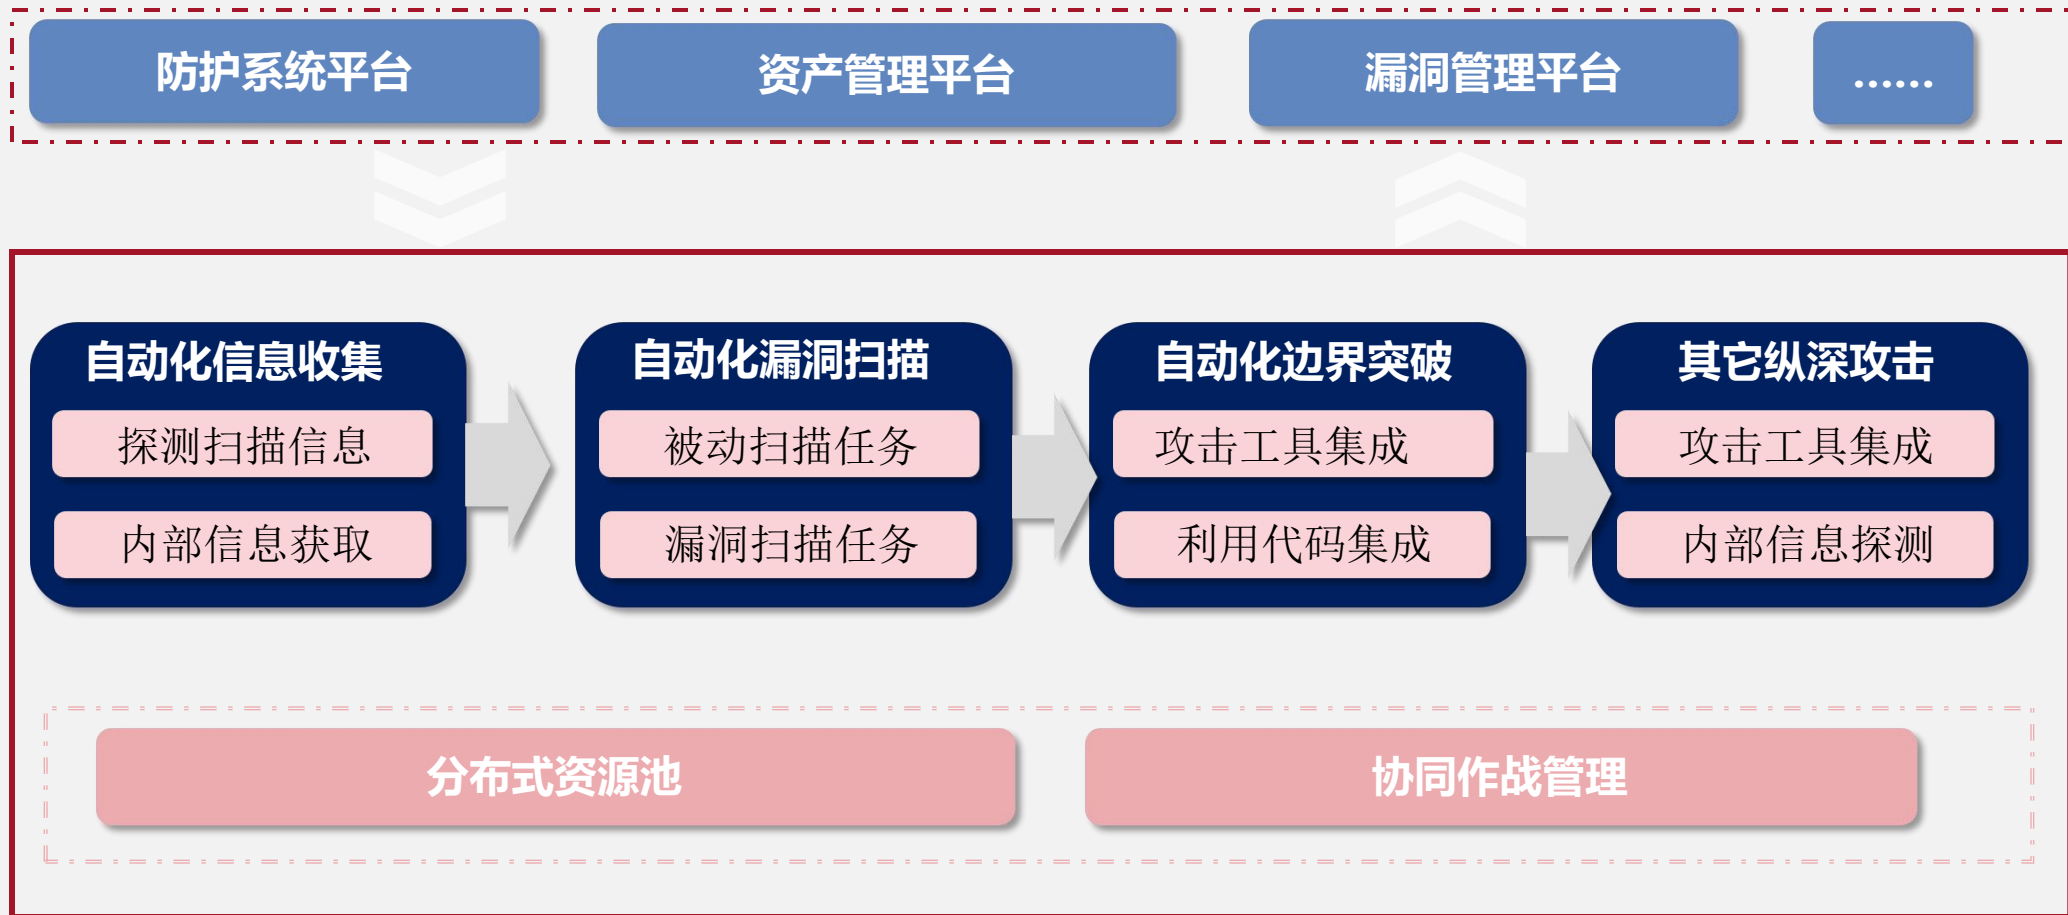 防护系统平台
资产管理平台
漏洞管理平台
……
自动化信息收集
探测扫描信息
内部信息获取
自动化漏洞扫描
被动扫描任务
漏洞扫描任务
自动化边界突破
攻击工具集成
利用代码集成
其它纵深攻击
攻击工具集成
内部信息探测
分布式资源池
协同作战管理